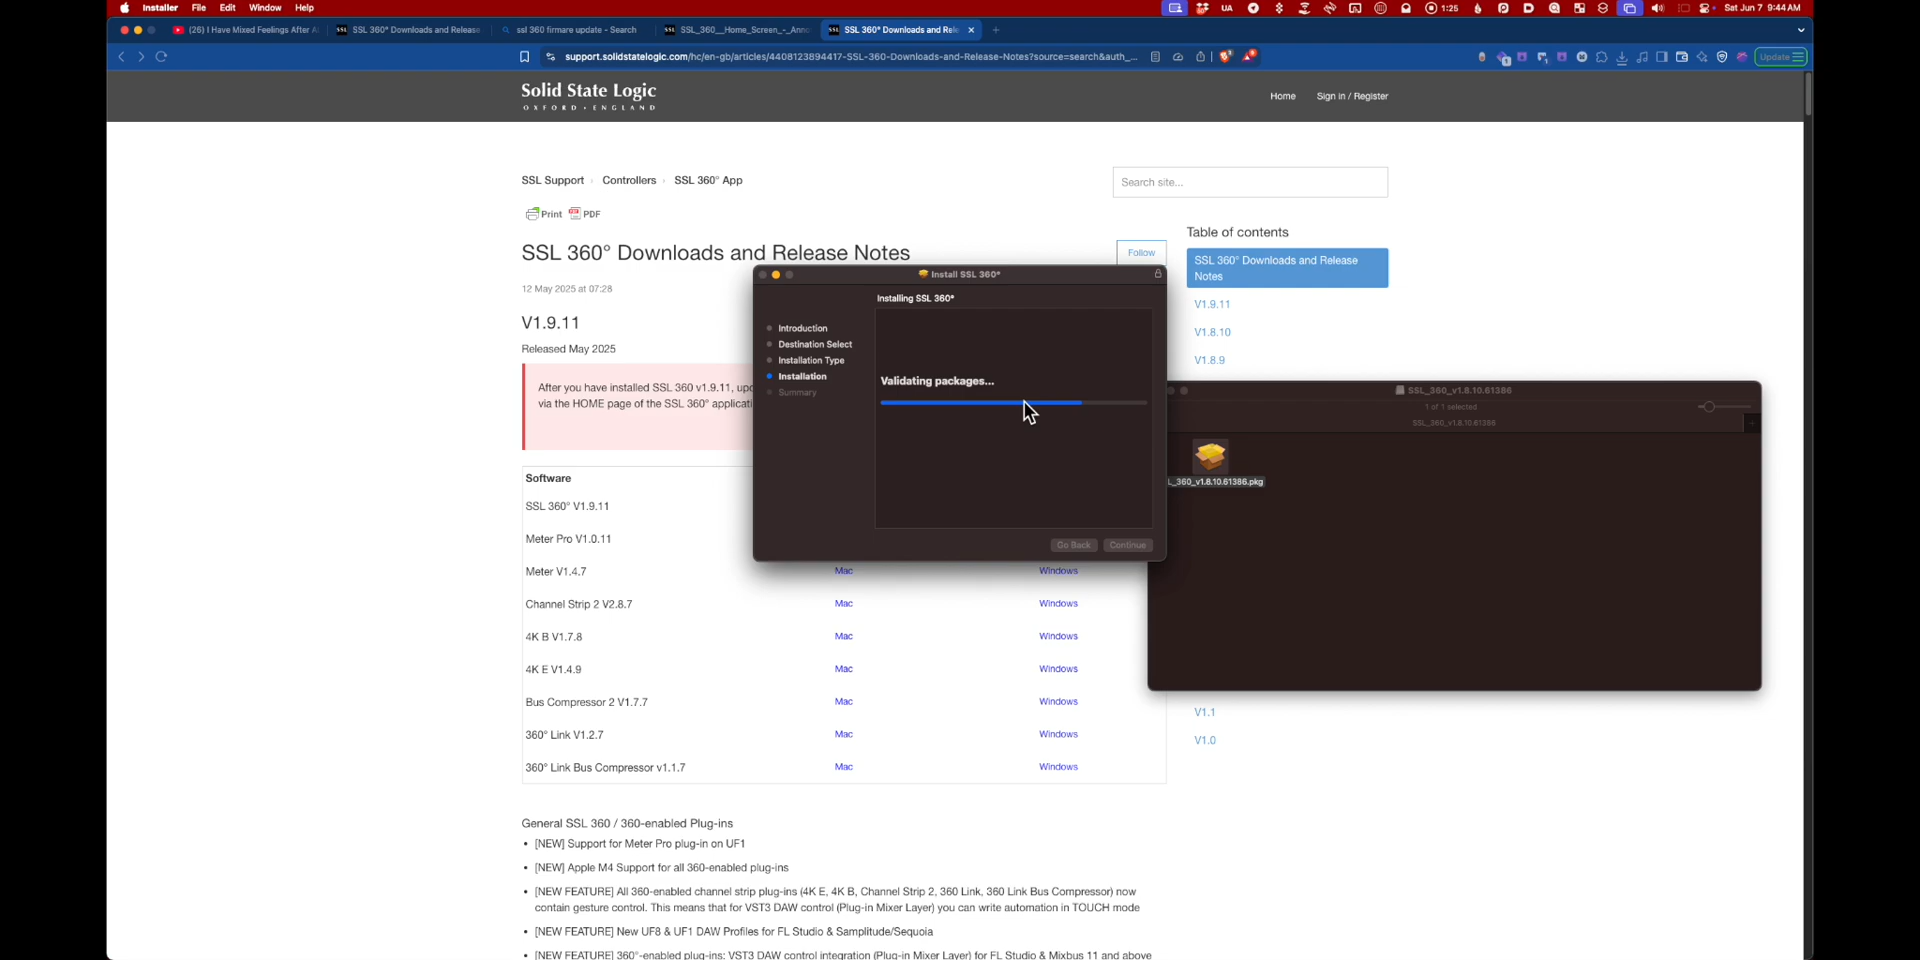 Installer File Edit Window Help
UA 1:25 Sat Jun 7 9:44 AM
(26) I Have Mixed Feelings After A
SSL 360° Downloads and Release
ssl 360 firmare update - Search
SSL_360__Home_Screen_-_Anno
SSL 360° Downloads and Rele
support.solidstatelogic.com/hc/en-gb/articles/4408123894417-SSL-360-Downloads-and-Release-Notes?source=search&auth_...
Update
Solid State Logic
OXFORD • ENGLAND
Home Sign in / Register
SSL Support Controllers SSL 360° App
Search site...
Print PDF
SSL 360° Downloads and Release Notes
Follow
12 May 2025 at 07:28
V1.9.11
Released May 2025
After you have installed SSL 360 v1.9.11,
via the HOME page of the SSL 360°
Table of contents
SSL 360° Downloads and Release
Notes
V1.9.11
V1.8.10
V1.8.9
V1.1
V1.0
Install SSL 360°
Installing SSL 360°
Introduction
Destination Select
Installation Type
Installation
Summary
Validating packages...
Go Back Continue
SSL_360_v1.8.10.61386
1 of 1 selected
SSL_360_v1.8.10.61386
L_360_v1.8.10.61386.pkg
Software
SSL 360° V1.9.11
Meter Pro V1.0.11
Meter V1.4.7 Mac Windows
Channel Strip 2 V2.8.7 Mac Windows
4K B V1.7.8 Mac Windows
4K E V1.4.9 Mac Windows
Bus Compressor 2 V1.7.7 Mac Windows
360° Link V1.2.7 Mac Windows
360° Link Bus Compressor v1.1.7 Mac Windows
General SSL 360 / 360-enabled Plug-ins
• [NEW] Support for Meter Pro plug-in on UF1
• [NEW] Apple M4 Support for all 360-enabled plug-ins
• [NEW FEATURE] All 360-enabled channel strip plug-ins (4K E, 4K B, Channel Strip 2, 360 Link, 360 Link Bus Compressor) now
contain gesture control. This means that for VST3 DAW control (Plug-in Mixer Layer) you can write automation in TOUCH mode
• [NEW FEATURE] New UF8 & UF1 DAW Profiles for FL Studio & Samplitude/Sequoia
• [NEW FEATURE] 360°-enabled plug-ins: VST3 DAW control integration (Plug-in Mixer Layer) for FL Studio & Mixbus 11 and above